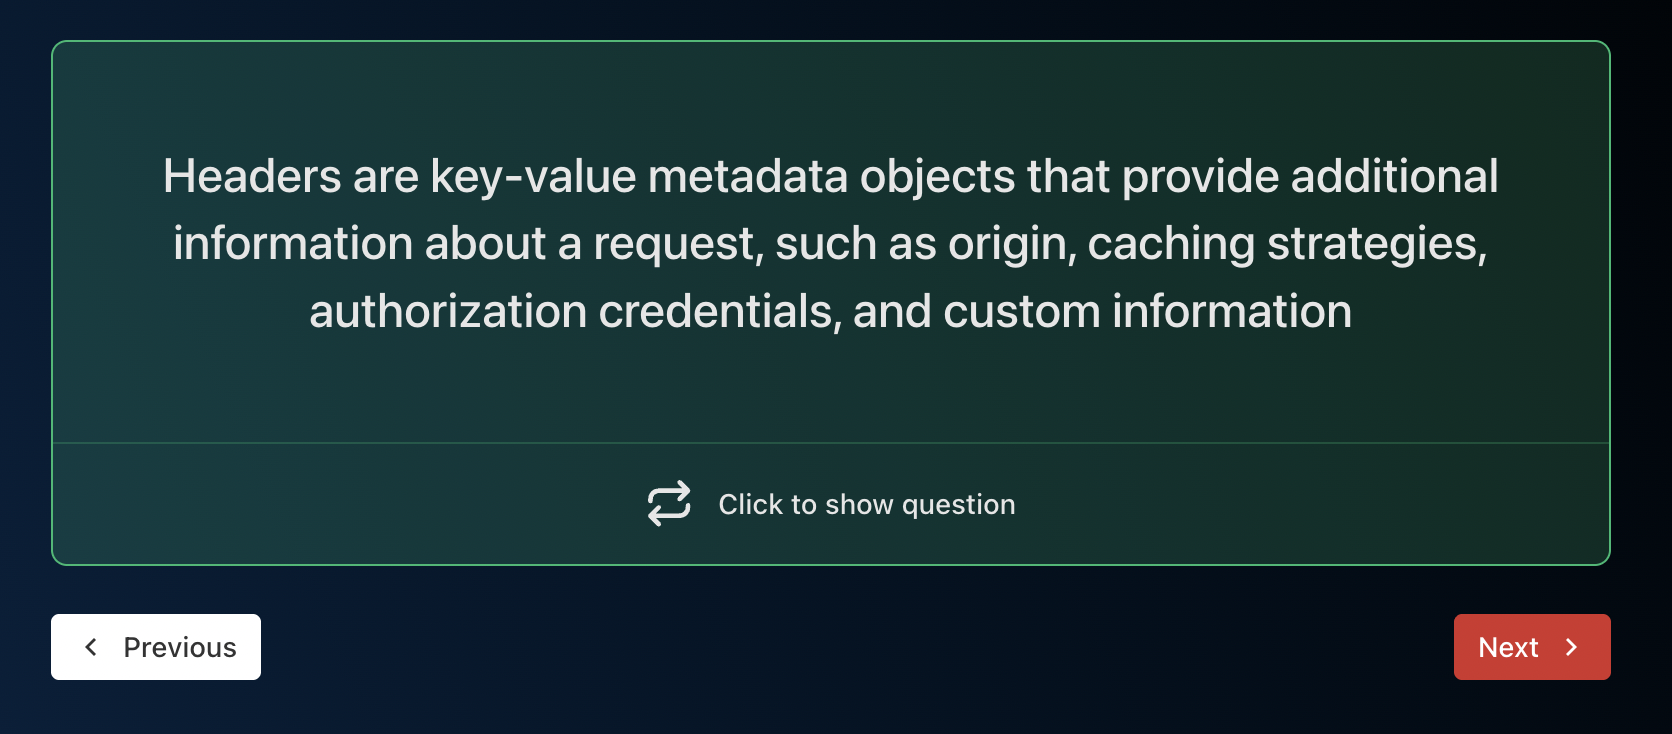 Headers are key-value metadata objects that provide additional
information about a request, such as origin, caching strategies,
authorization credentials, and custom information
Click to show question
Previous
Next